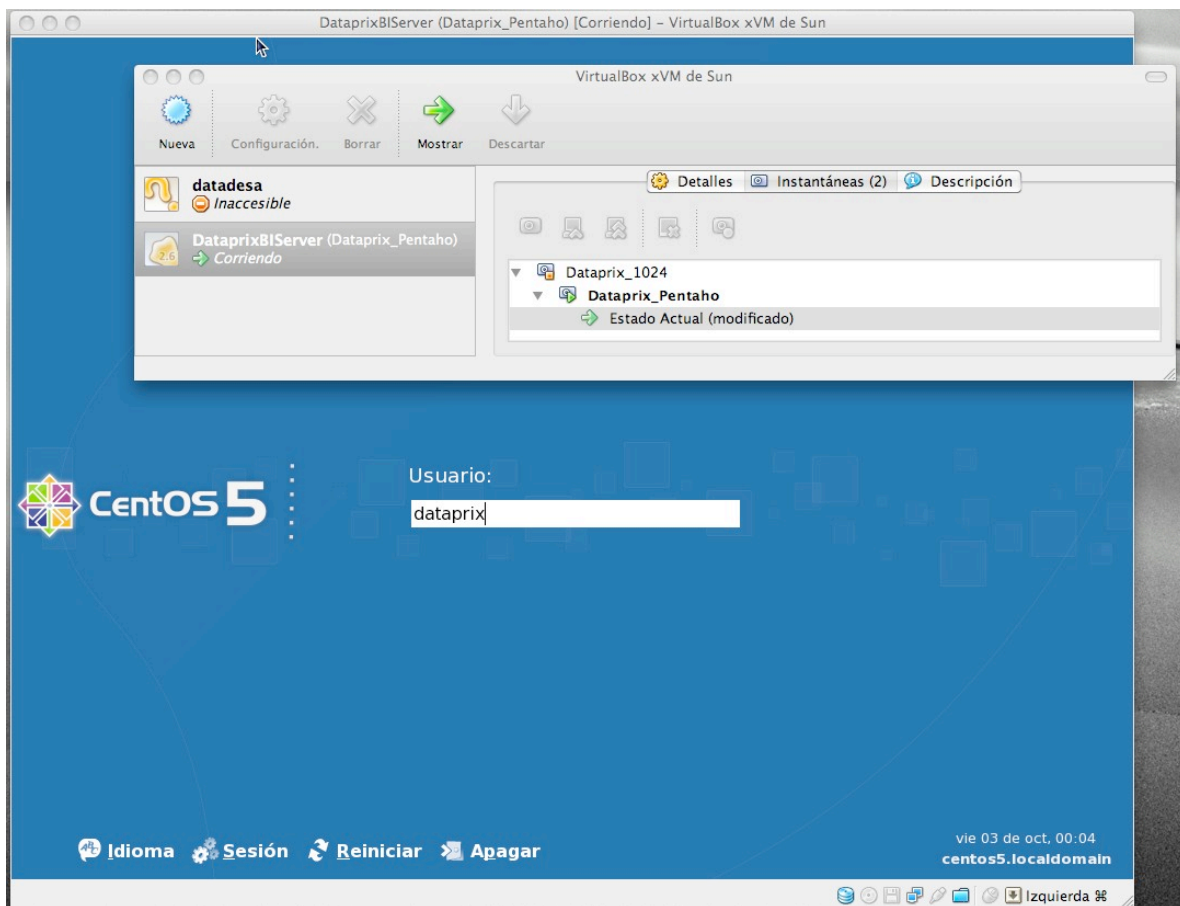 DataprixBIServer (Dataprix_Pentaho) [Corriendo] – VirtualBox xVM de Sun
VirtualBox xVM de Sun
Nueva Configuración. Borrar Mostrar Descartar
datadesa
Inaccesible
DataprixBIServer (Dataprix_Pentaho)
2.6 Corriendo
Detalles Instantáneas (2) Descripción
Dataprix_1024
Dataprix_Pentaho
Estado Actual (modificado)
CentOS 5
Usuario:
dataprix
Idioma Sesión Reiniciar Apagar
vie 03 de oct, 00:04
centos5.localdomain
Izquierda ⌘